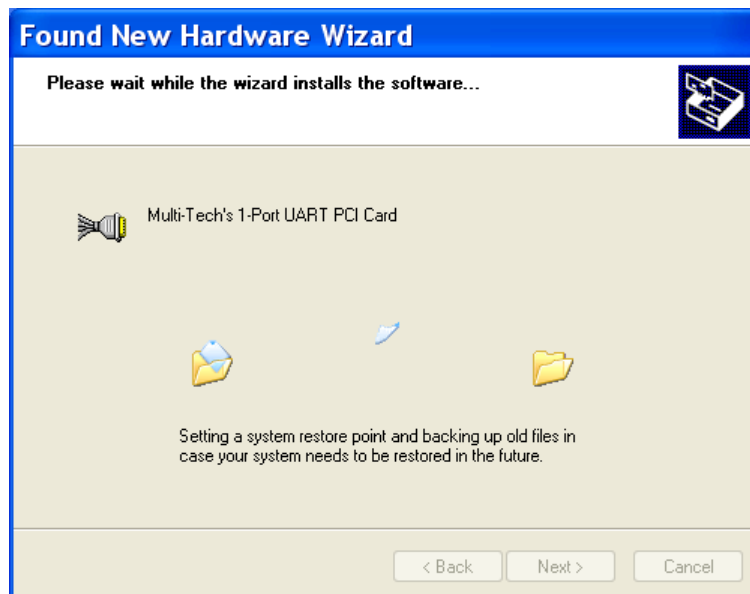 Found New Hardware Wizard
Please wait while the wizard installs the software...
Multi-Tech's 1-Port UART PCI Card
Setting a system restore point and backing up old files in
case your system needs to be restored in the future.
< Back
Next >
Cancel